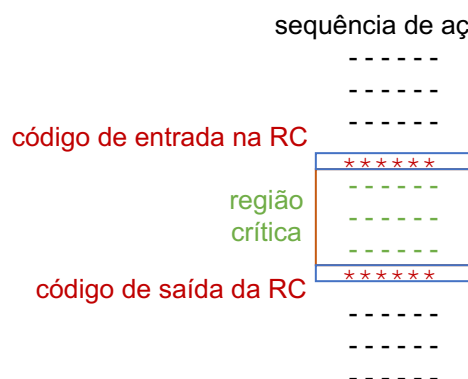 sequência de aç
- - - - - -
- - - - - -
- - - - - -
código de entrada na RC
* * * * * *
- - - - - -
região
- - - - - -
crítica
- - - - - -
* * * * * *
código de saída da RC
- - - - - -
- - - - - -
- - - - - -